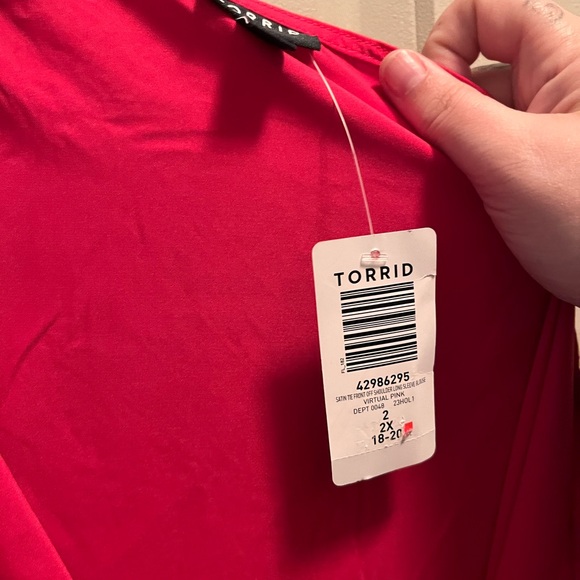 TORRID
TORRID
42986295
SATIN TIE FRONT OFF SHOULDER LONG SLEEVE BLOUSE
VIRTUAL PINK
DEPT 0048 23HOL1
2
2X
18-20